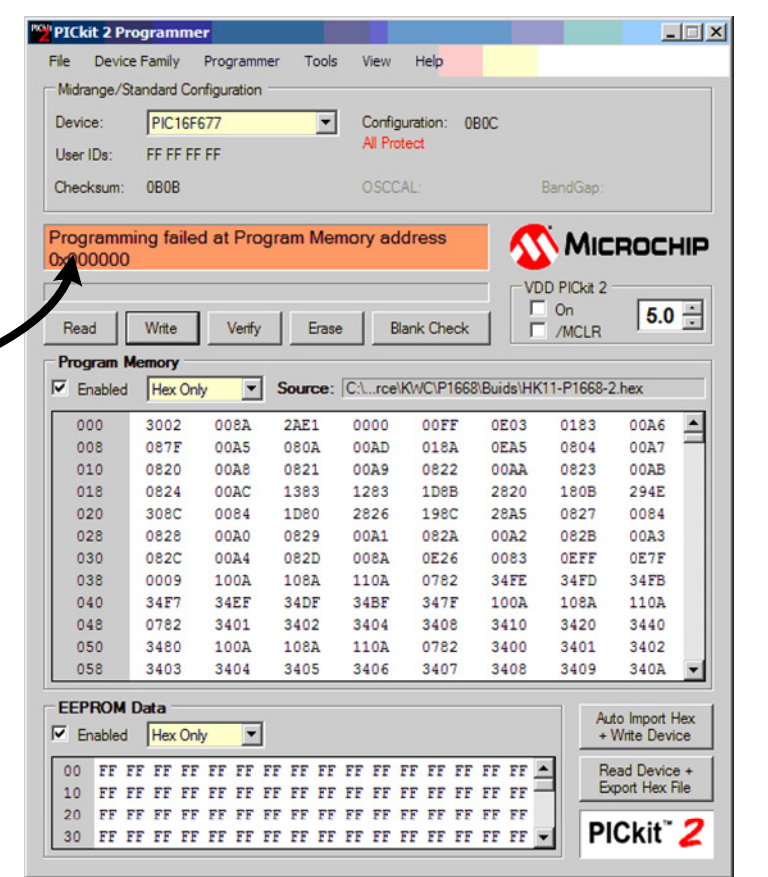 PICkit 2 Programmer
File Device Family Programmer Tools View Help
Midrange/Standard Configuration
Device: PIC16F677 Configuration: 0B0C
User IDs: FF FF FF FF All Protect
Checksum: 0B0B OSCCAL: BandGap:
Programming failed at Program Memory address
0x000000
MICROCHIP
VDD PICkit 2
On
/MCLR
5.0
Read Write Verify Erase Blank Check
Program Memory
Enabled Hex Only Source: C:\...rce\KWC\P1668\Buids\HK11-P1668-2.hex
000 3002 008A 2AE1 0000 00FF 0E03 0183 00A6
008 087F 00A5 080A 00AD 018A 0EA5 0804 00A7
010 0820 00A8 0821 00A9 0822 00AA 0823 00AB
018 0824 00AC 1383 1283 1D8B 2820 180B 294E
020 308C 0084 1D80 2826 198C 28A5 0827 0084
028 0828 00A0 0829 00A1 082A 00A2 082B 00A3
030 082C 00A4 082D 008A 0E26 0083 0EFF 0E7F
038 0009 100A 108A 110A 0782 34FE 34FD 34FB
040 34F7 34EF 34DF 34BF 347F 100A 108A 110A
048 0782 3401 3402 3404 3408 3410 3420 3440
050 3480 100A 108A 110A 0782 3400 3401 3402
058 3403 3404 3405 3406 3407 3408 3409 340A
EEPROM Data
Enabled Hex Only
00 FF FF FF FF FF FF FF FF FF FF FF FF FF FF FF FF
10 FF FF FF FF FF FF FF FF FF FF FF FF FF FF FF FF
20 FF FF FF FF FF FF FF FF FF FF FF FF FF FF FF FF
30 FF FF FF FF FF FF FF FF FF FF FF FF FF FF FF FF
Auto Import Hex
+ Write Device
Read Device +
Export Hex File
PICkit™ 2